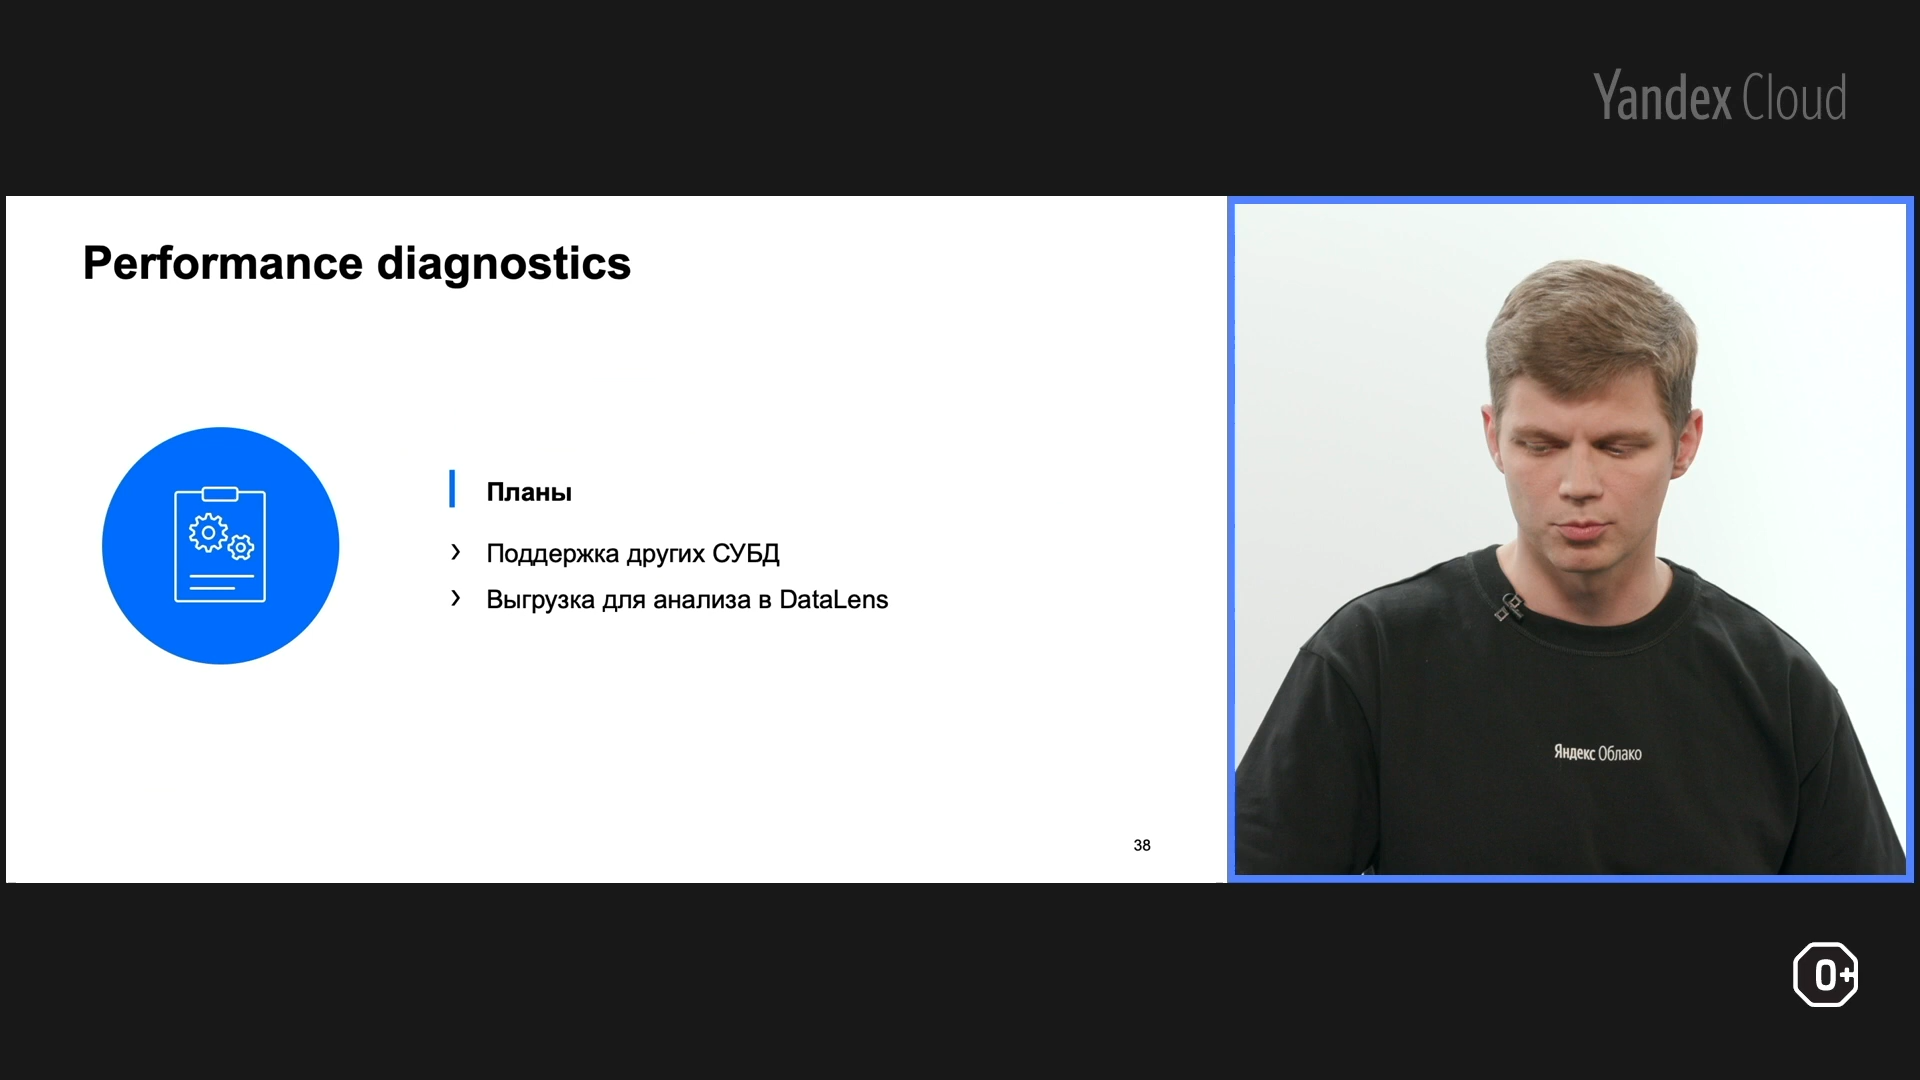 Yandex Cloud
Performance diagnostics
Планы
› Поддержка других СУБД
› Выгрузка для анализа в DataLens
38
Яндекс Облако
0+